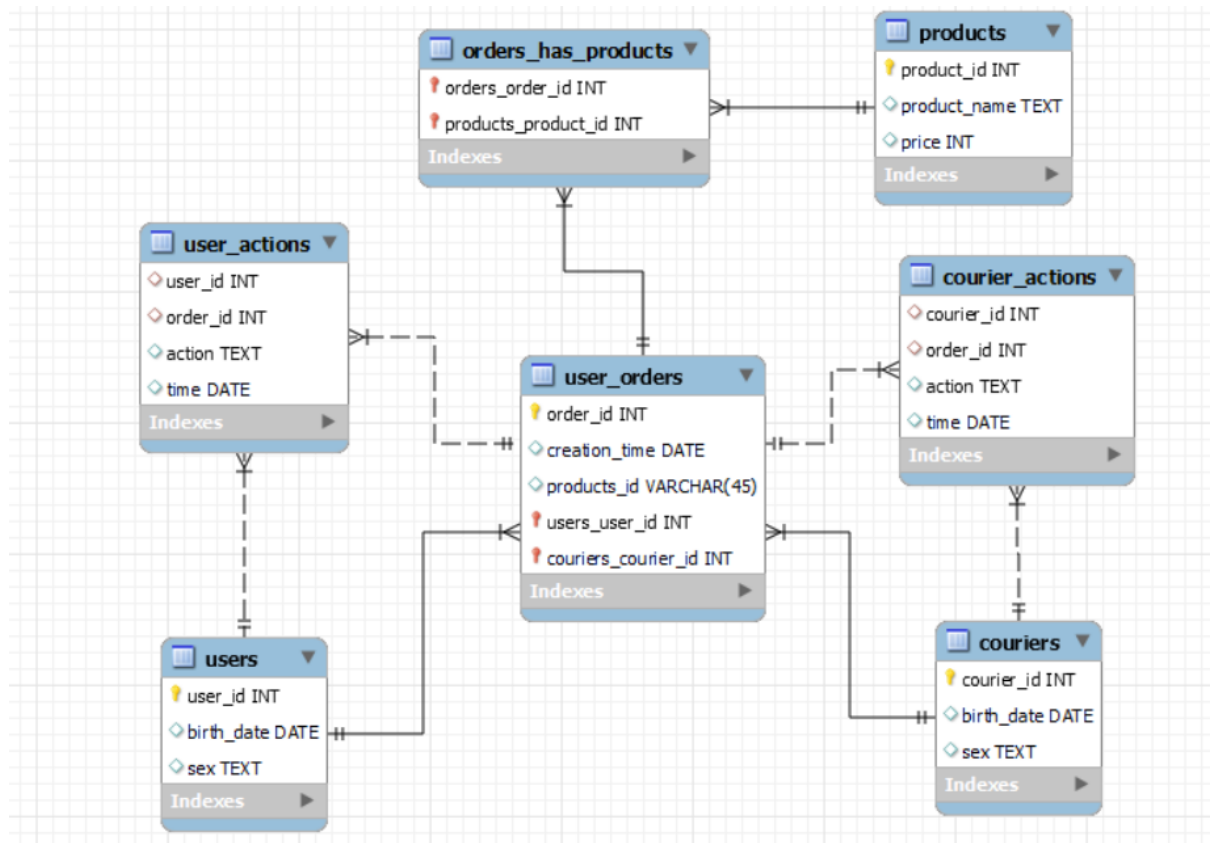 orders_has_products
orders_order_id INT
products_product_id INT
Indexes
products
product_id INT
product_name TEXT
price INT
Indexes
user_actions
user_id INT
order_id INT
action TEXT
time DATE
Indexes
courier_actions
courier_id INT
order_id INT
action TEXT
time DATE
Indexes
user_orders
order_id INT
creation_time DATE
products_id VARCHAR(45)
users_user_id INT
couriers_courier_id INT
Indexes
users
user_id INT
birth_date DATE
sex TEXT
Indexes
couriers
courier_id INT
birth_date DATE
sex TEXT
Indexes